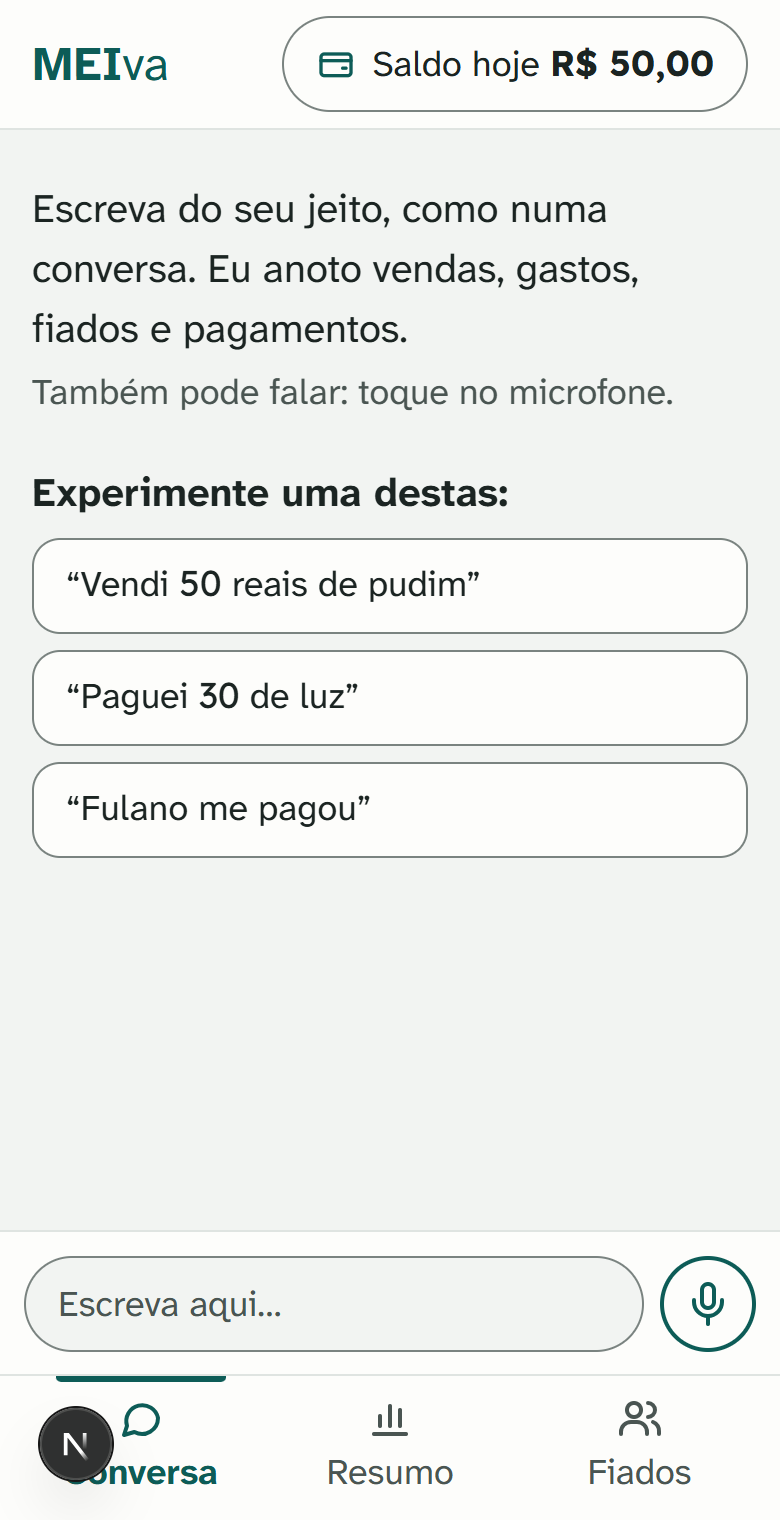 MEIva
Saldo hoje R$ 50,00
Escreva do seu jeito, como numa
conversa. Eu anoto vendas, gastos,
fiados e pagamentos.
Também pode falar: toque no microfone.
Experimente uma destas:
“Vendi 50 reais de pudim”
“Paguei 30 de luz”
“Fulano me pagou”
Escreva aqui...
N
Conversa
Resumo
Fiados